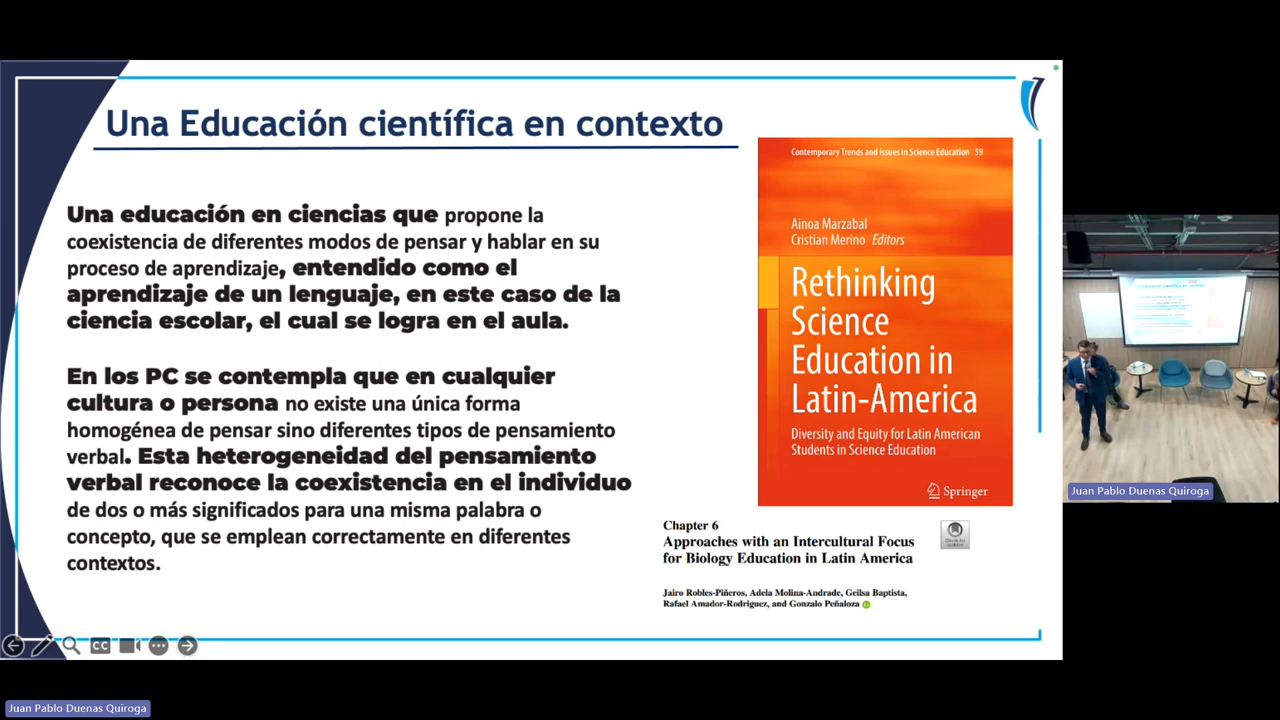 Una Educación científica en contexto
Una educación en ciencias que propone la
coexistencia de diferentes modos de pensar y hablar en su
proceso de aprendizaje, entendido como el
aprendizaje de un lenguaje, en este caso de la
ciencia escolar, el cual se logra en el aula.
En los PC se contempla que en cualquier
cultura o persona no existe una única forma
homogénea de pensar sino diferentes tipos de pensamiento
verbal. Esta heterogeneidad del pensamiento
verbal reconoce la coexistencia en el individuo
de dos o más significados para una misma palabra o
concepto, que se emplean correctamente en diferentes
contextos.
Contemporary Trends and Issues in Science Education 59
Ainoa Marzabal
Cristian Merino Editors
Rethinking
Science
Education in
Latin-America
Diversity and Equity for Latin American
Students in Science Education
Springer
Chapter 6
Approaches with an Intercultural Focus
for Biology Education in Latin America
Jairo Robles-Piñeros, Adela Molina-Andrade, Geilsa Baptista,
Rafael Amador-Rodriguez, and Gonzalo Peñaloza
CC
Juan Pablo Duenas Quiroga
Juan Pablo Duenas Quiroga